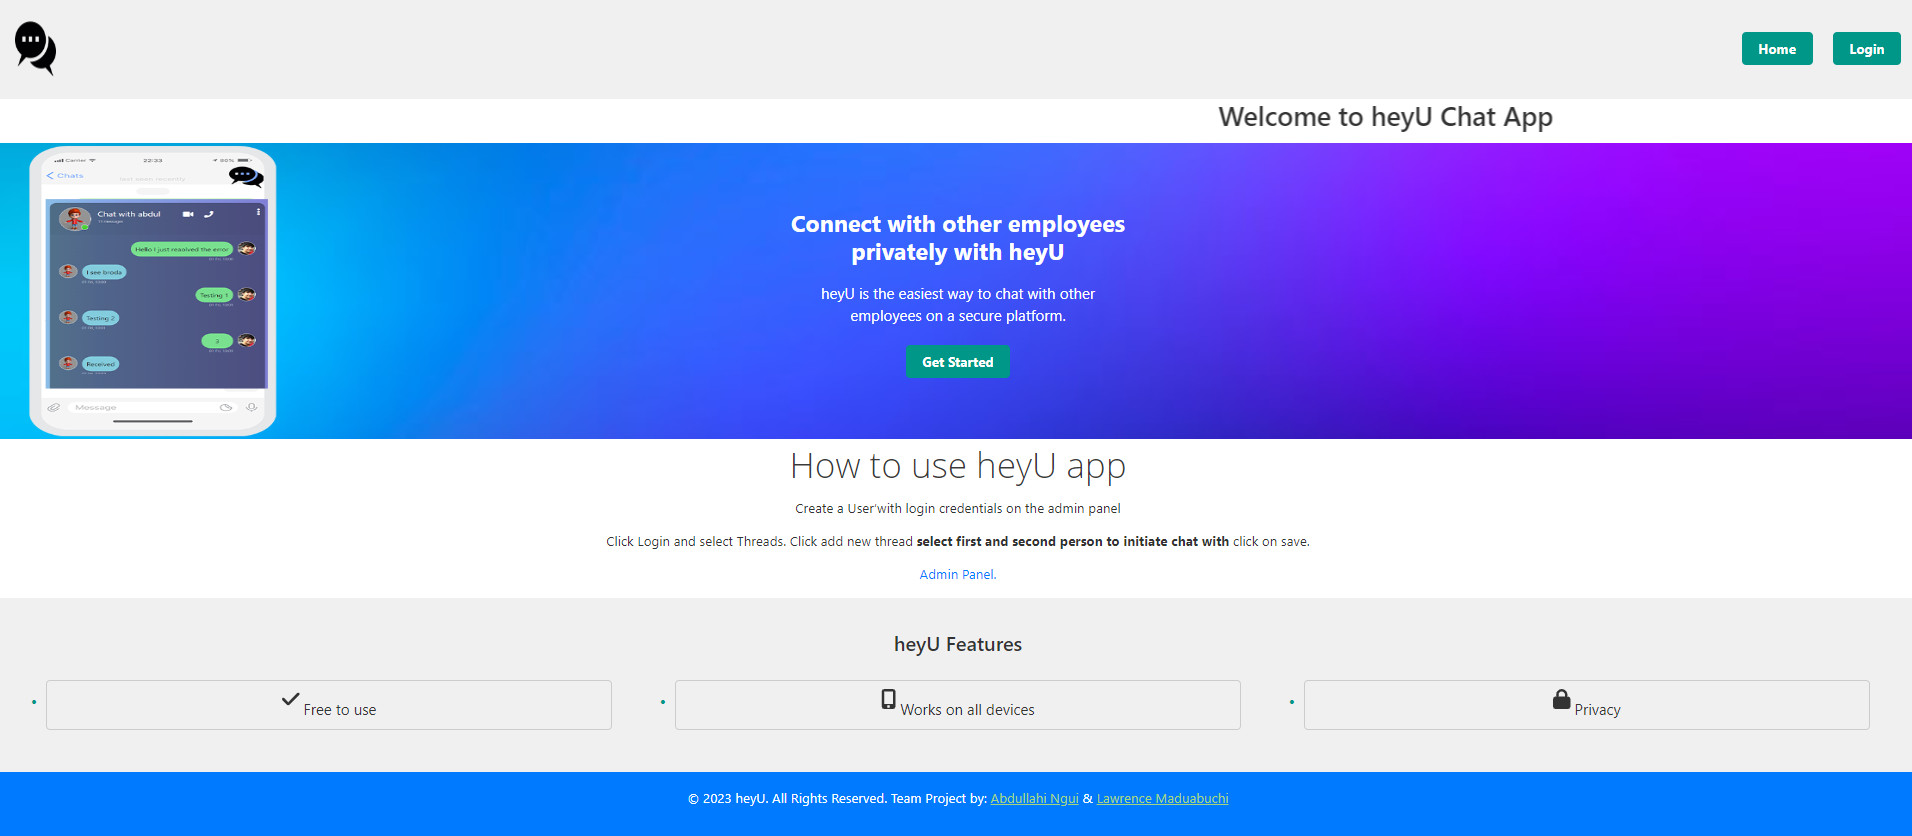 Home
Login
Welcome to heyU Chat App
Carrier
22:33
86%
Chats
last seen recently
Chat with abdul
Hello I just resolved the error
I see broda
Testing 1
Testing 2
3
Received
Message
Connect with other employees
privately with heyU
heyU is the easiest way to chat with other
employees on a secure platform.
Get Started
How to use heyU app
Create a User'with login credentials on the admin panel
Click Login and select Threads. Click add new thread select first and second person to initiate chat with click on save.
Admin Panel.
heyU Features
Free to use
Works on all devices
Privacy
© 2023 heyU. All Rights Reserved. Team Project by: Abdullahi Ngui & Lawrence Maduabuchi